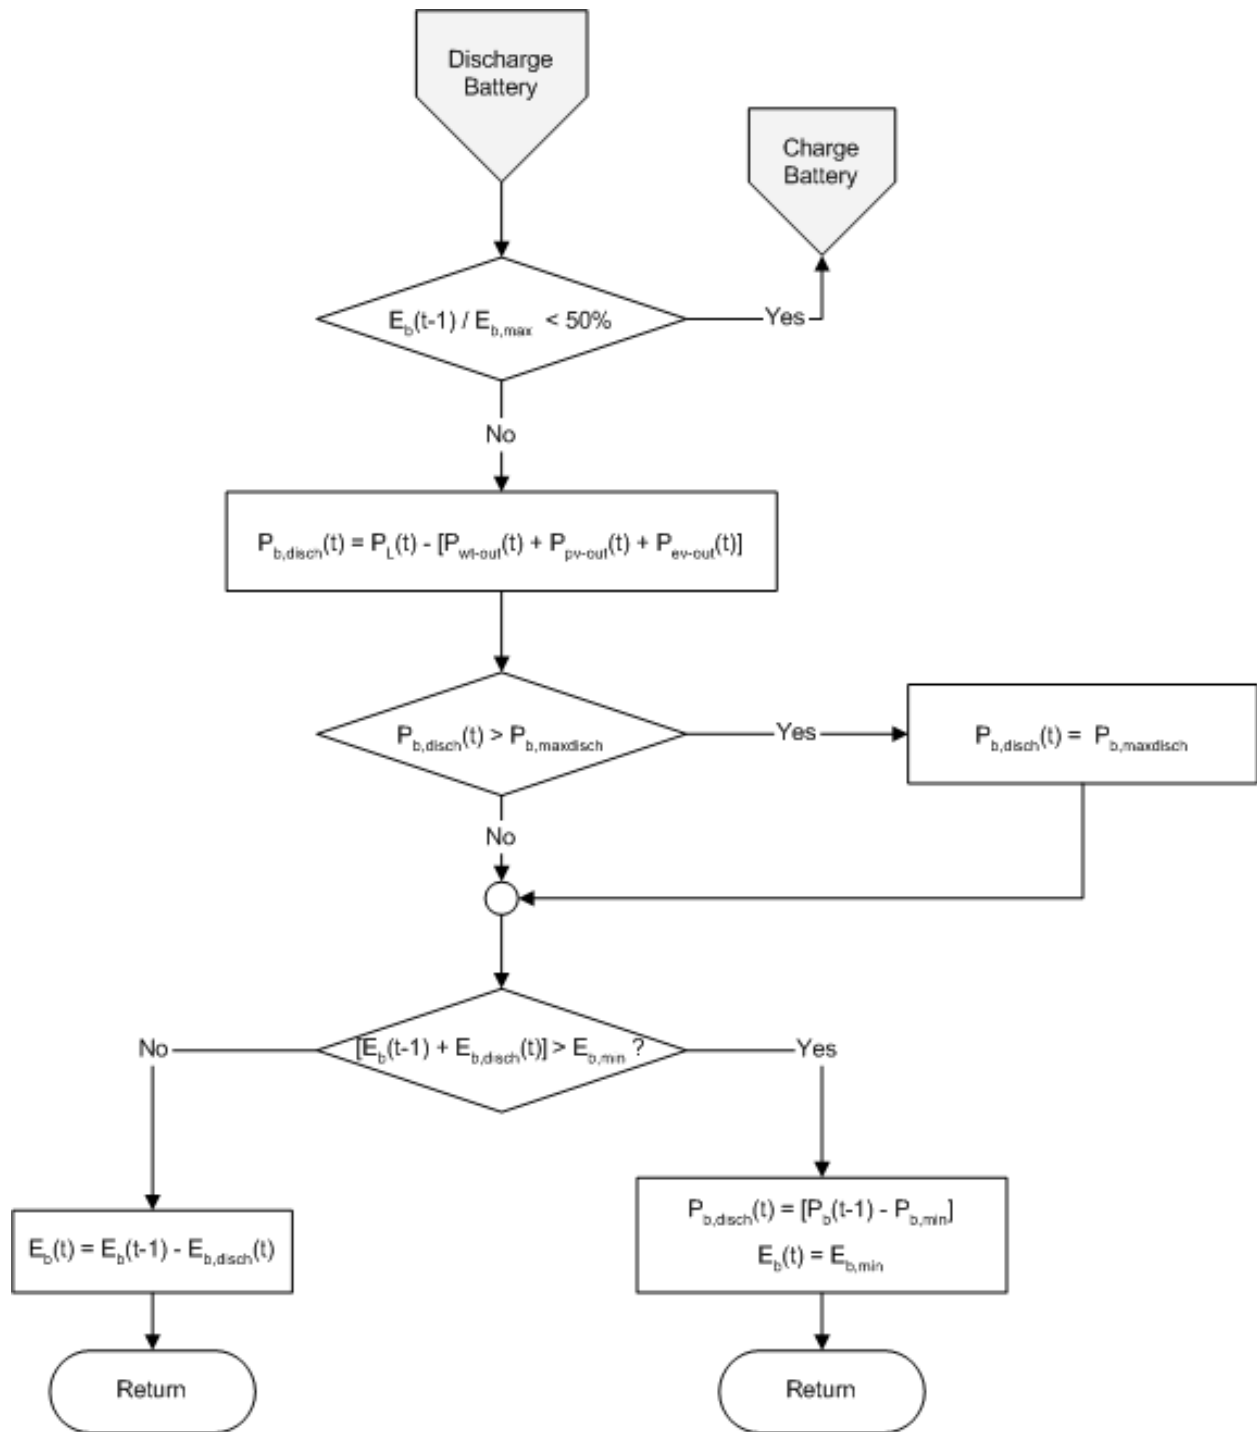 Discharge
Battery
Charge
Battery
E_b(t-1) / E_b,max < 50%
Yes
No
P_b,disch(t) = P_L(t) - [P_wt-out(t) + P_pv-out(t) + P_ev-out(t)]
P_b,disch(t) > P_b,maxdisch
Yes
P_b,disch(t) = P_b,maxdisch
No
[E_b(t-1) + E_b,disch(t)] > E_b,min ?
No
Yes
P_b,disch(t) = [P_b(t-1) - P_b,min]
E_b(t) = E_b,min
E_b(t) = E_b(t-1) - E_b,disch(t)
Return
Return